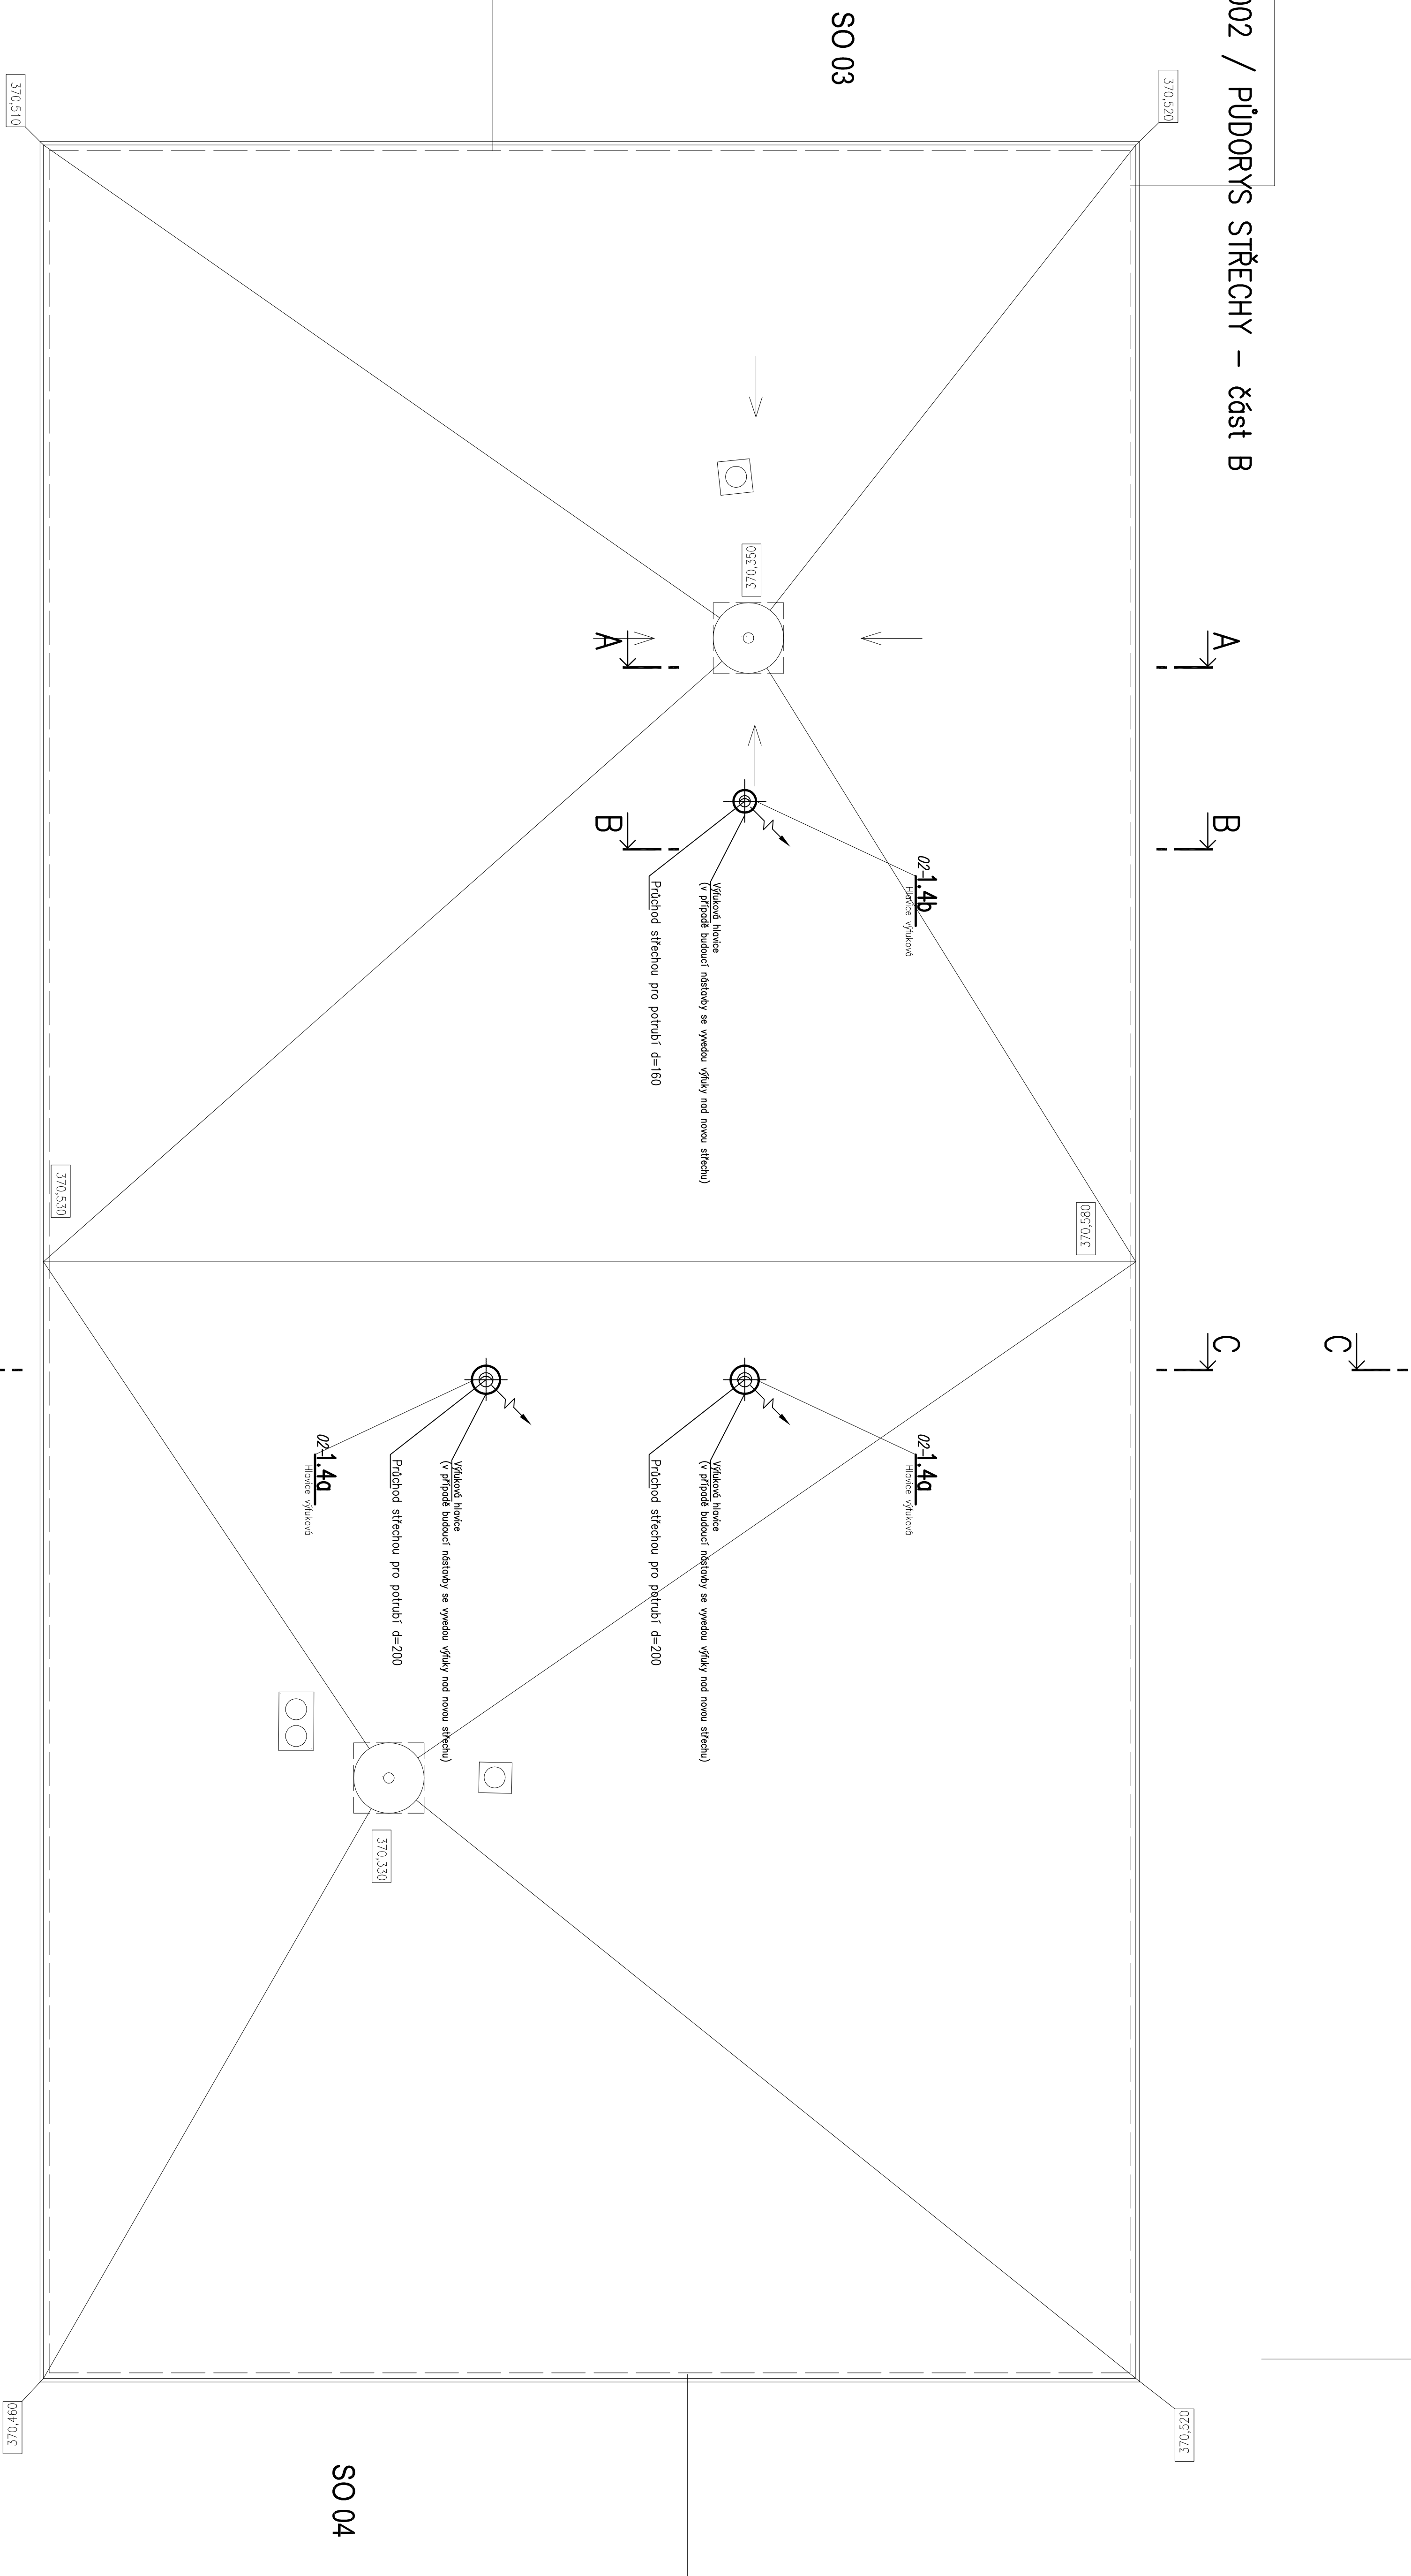 002 / PŮDORYS STŘECHY – část B
SO 03
370,520
370,510
370,350
A
A
B
B
02-1.4b
Hlavice výfuková
Výfuková hlavice
(v případě budoucí nástavby se vyvedou výfuky nad novou střechu)
Průchod střechou pro potrubí d=160
370,580
370,530
C
C
02-1.4a
Hlavice výfuková
Výfuková hlavice
(v případě budoucí nástavby se vyvedou výfuky nad novou střechu)
Průchod střechou pro potrubí d=200
Výfuková hlavice
(v případě budoucí nástavby se vyvedou výfuky nad novou střechu)
Průchod střechou pro potrubí d=200
02-1.4a
Hlavice výfuková
370,330
370,520
370,460
SO 04